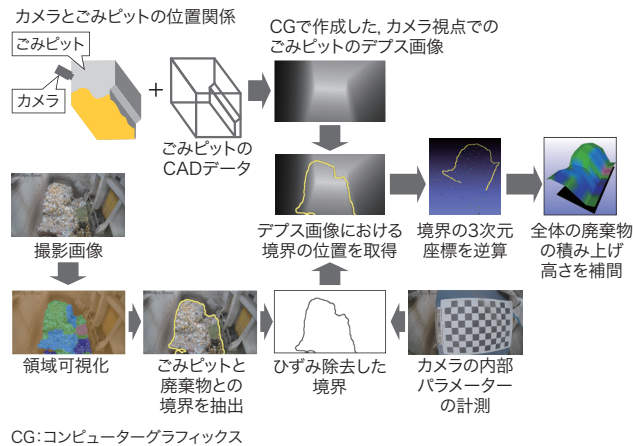 カメラとごみピットの位置関係
ごみピット
カメラ
+
ごみピットの
CADデータ
CGで作成した,カメラ視点での
ごみピットのデプス画像
撮影画像
デプス画像における
境界の位置を取得
境界の3次元
座標を逆算
全体の廃棄物
の積み上げ
高さを補間
領域可視化
ごみピットと
廃棄物との
境界を抽出
ひずみ除去した
境界
カメラの内部
パラメーター
の計測
CG:コンピューターグラフィックス